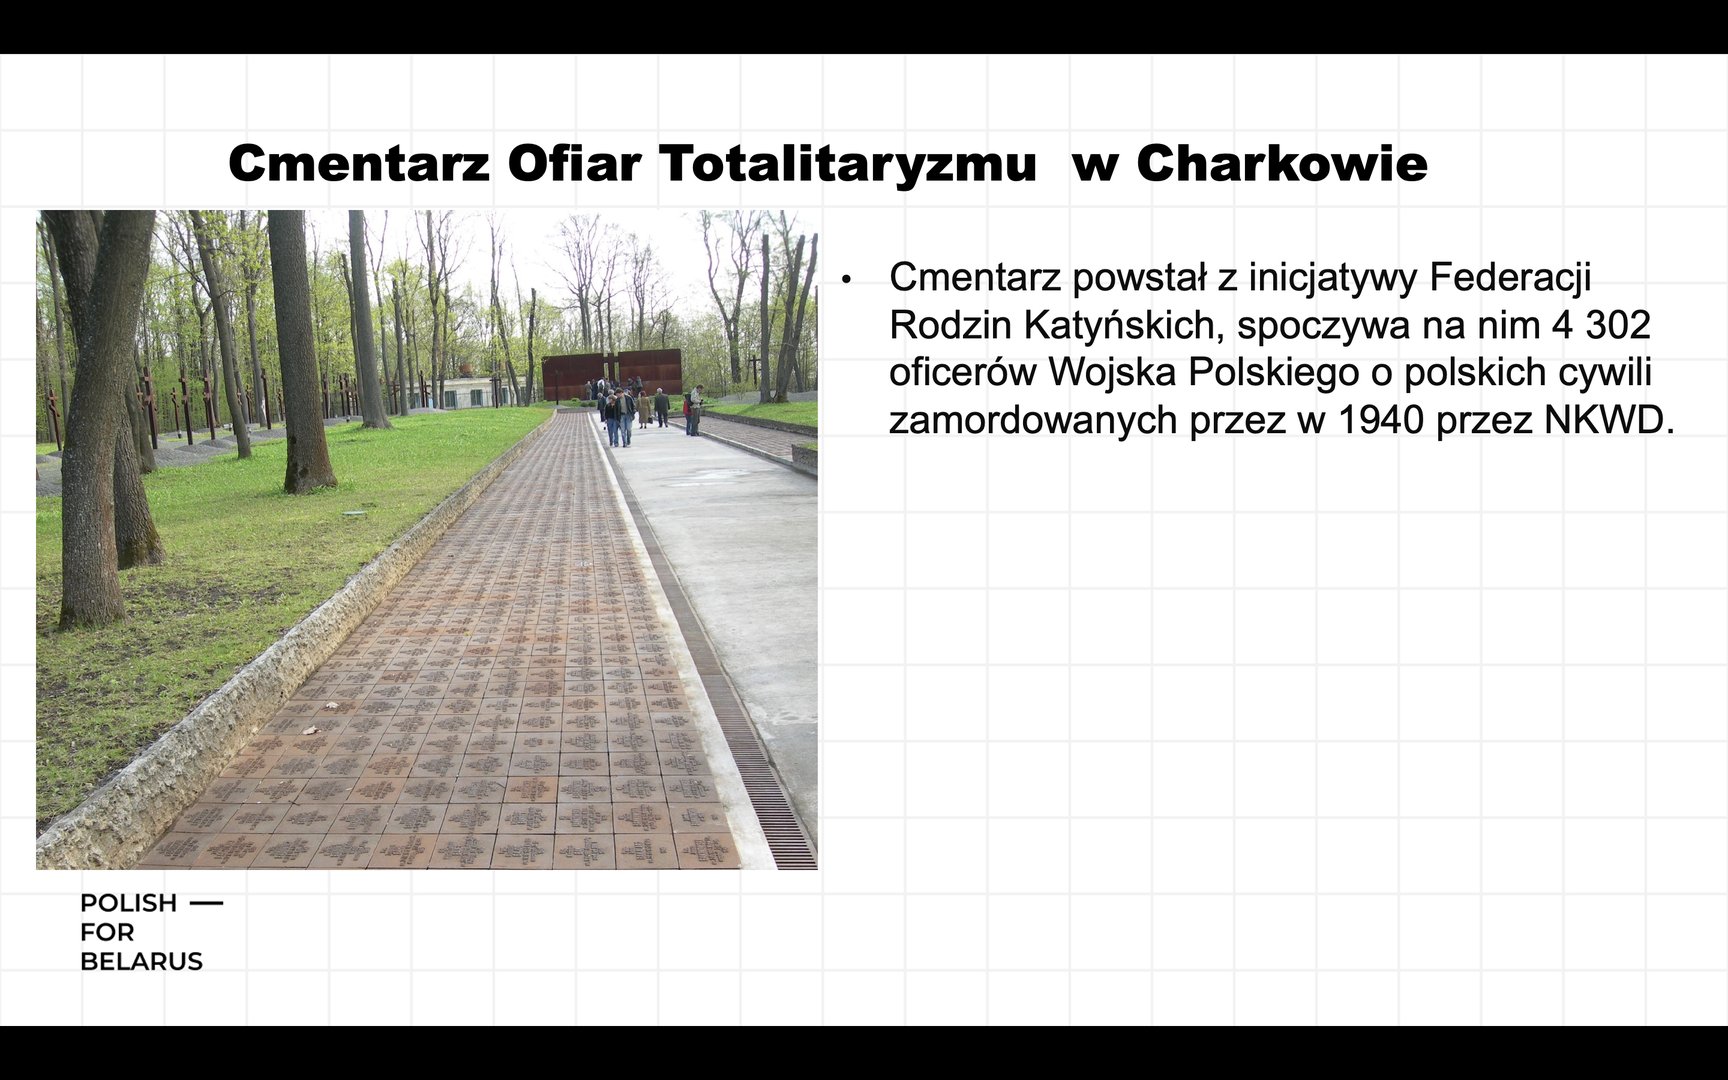 Cmentarz Ofiar Totalitaryzmu  w Charkowie
• Cmentarz powstał z inicjatywy Federacji
Rodzin Katyńskich, spoczywa na nim 4 302
oficerów Wojska Polskiego o polskich cywili
zamordowanych przez w 1940 przez NKWD.
POLISH —
FOR
BELARUS